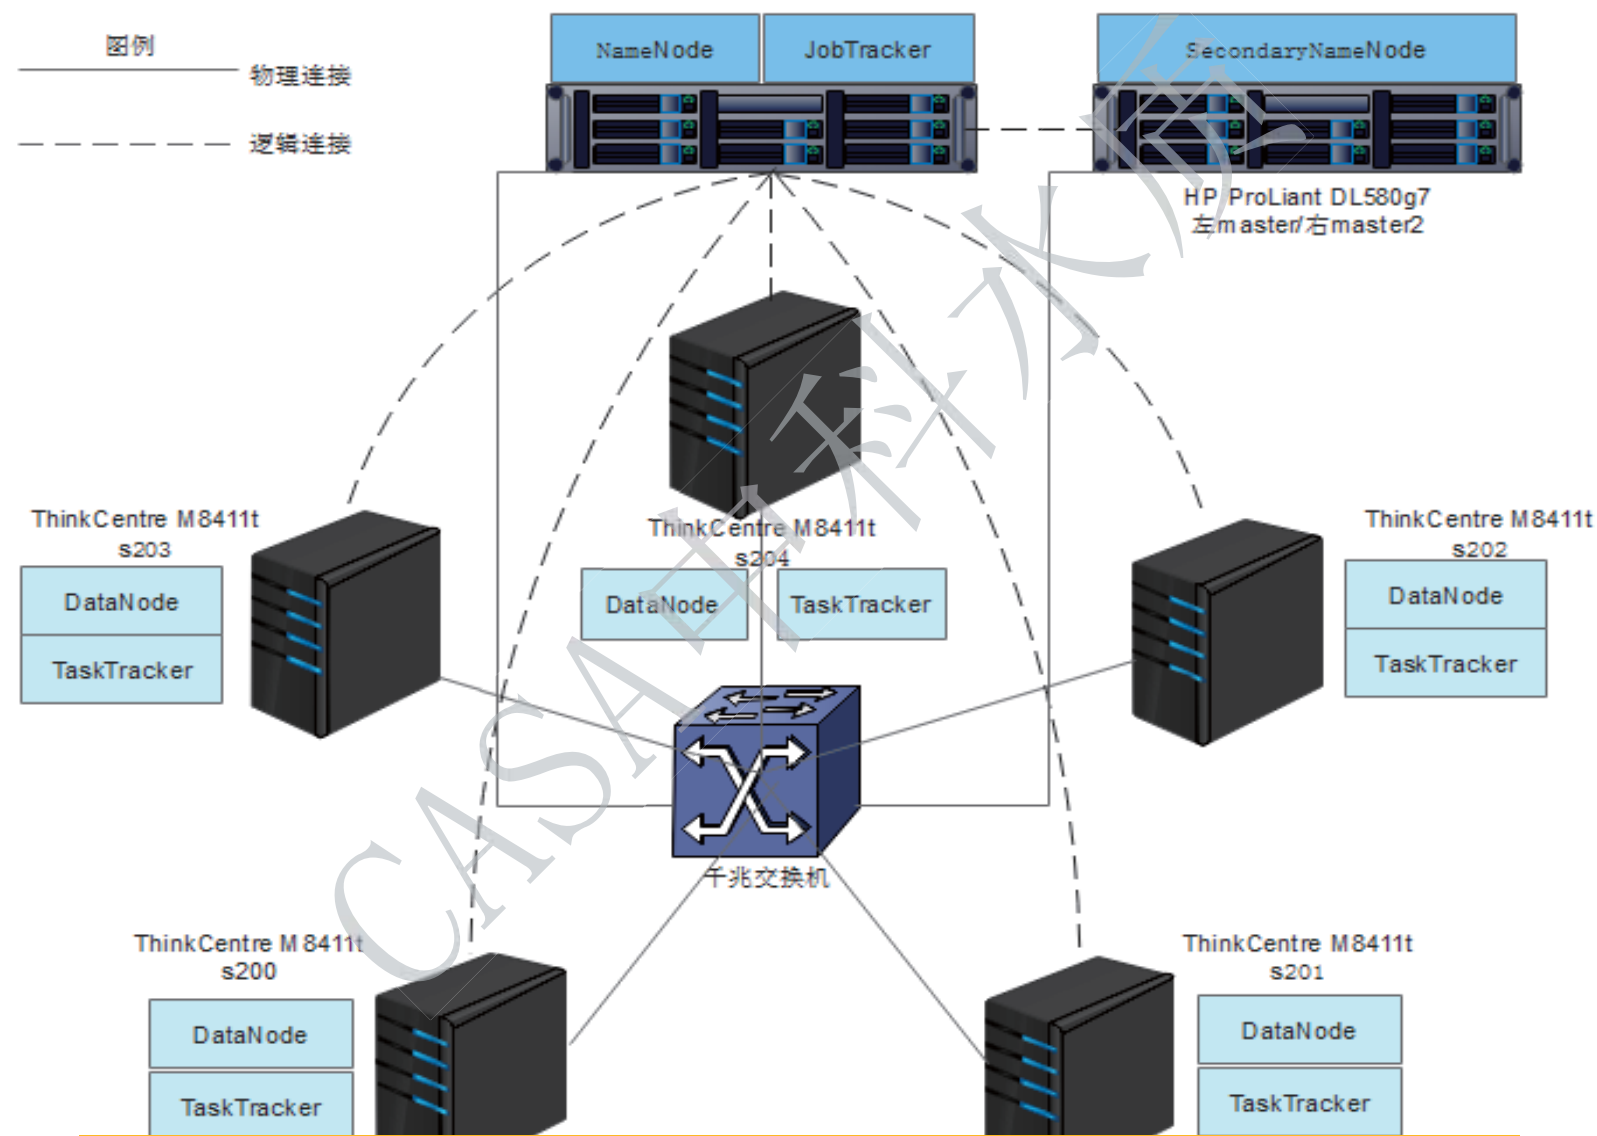 图例
物理连接
逻辑连接
NameNode
JobTracker
SecondaryNameNode
HP ProLiant DL580g7
左master/右master2
ThinkCentre M8411t
s203
DataNode
TaskTracker
ThinkCentre M8411t
s204
DataNode
TaskTracker
ThinkCentre M8411t
s202
DataNode
TaskTracker
千兆交换机
ThinkCentre M8411t
s200
DataNode
TaskTracker
ThinkCentre M8411t
s201
DataNode
TaskTracker
CASA中科水质